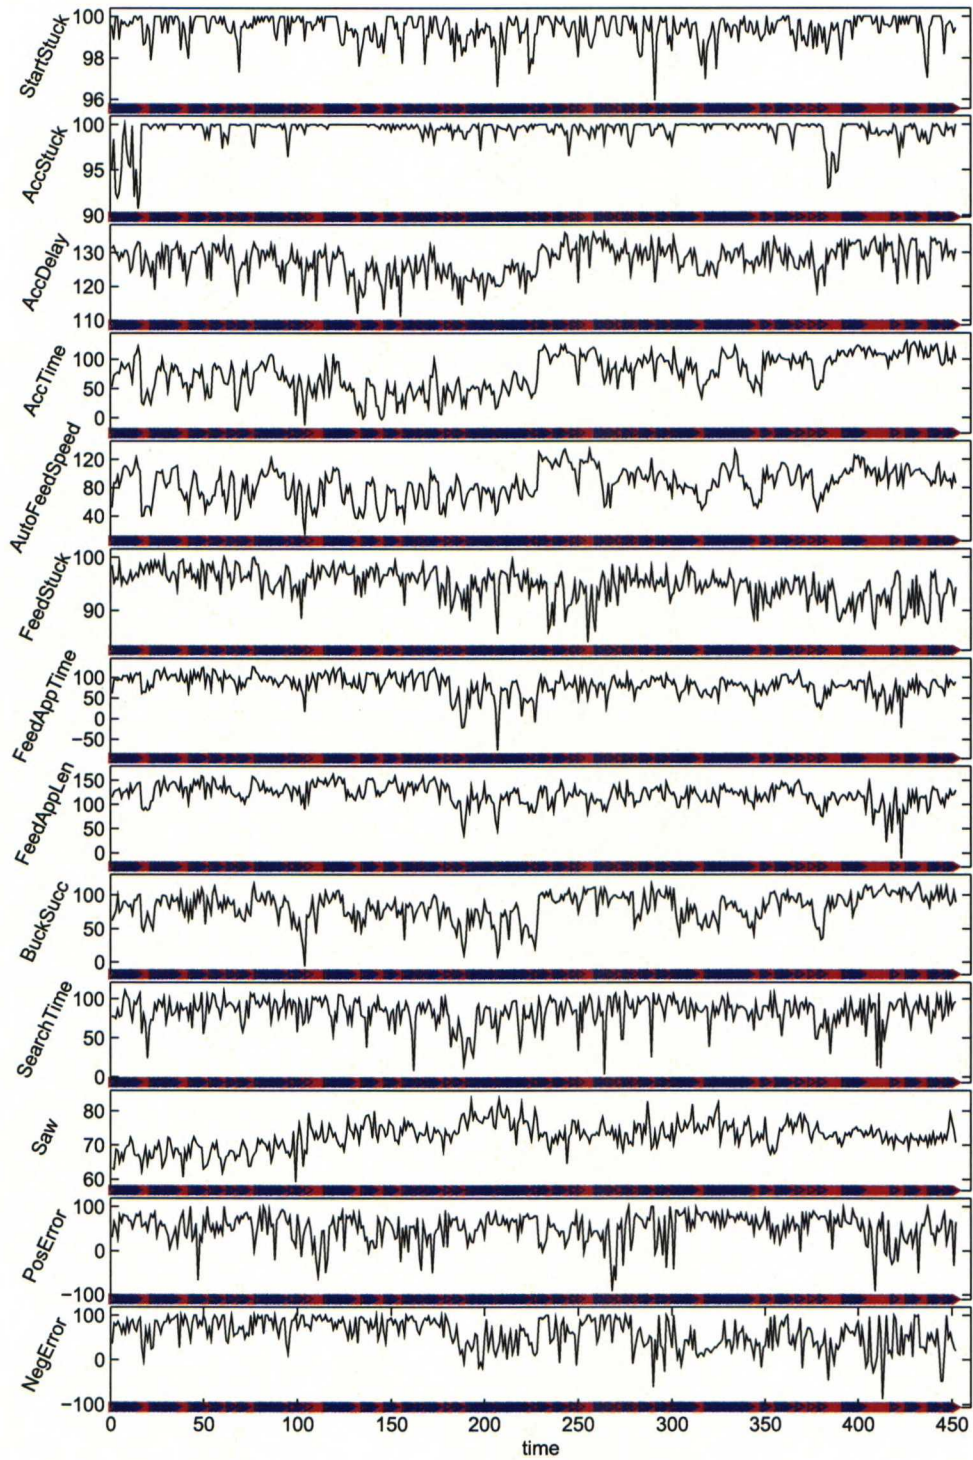 StartStuck
100
98
96
AccStuck
100
95
90
AccDelay
130
120
110
AccTime
100
50
0
AutoFeedSpeed
120
80
40
FeedStuck
100
90
FeedAppTime
100
50
0
−50
FeedAppLen
150
100
50
0
BuckSucc
100
50
0
SearchTime
100
50
0
Saw
80
70
60
PosError
100
0
−100
NegError
100
0
−100
0 50 100 150 200 250 300 350 400 450
time